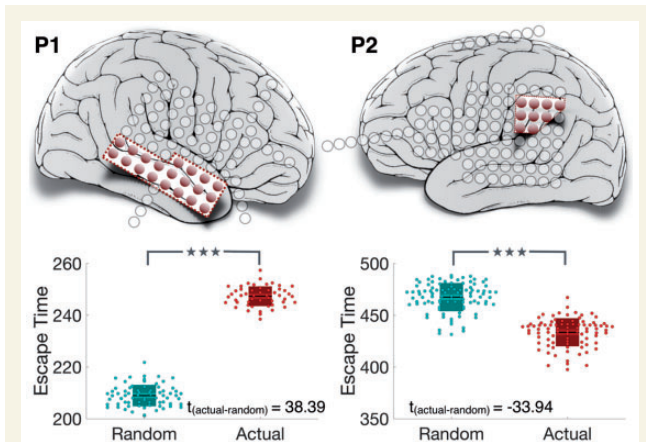 P1
P2
★★★
★★★
Escape Time
260
240
220
200
t(actual-random) = 38.39
Random
Actual
Escape Time
500
450
400
350
t(actual-random) = -33.94
Random
Actual